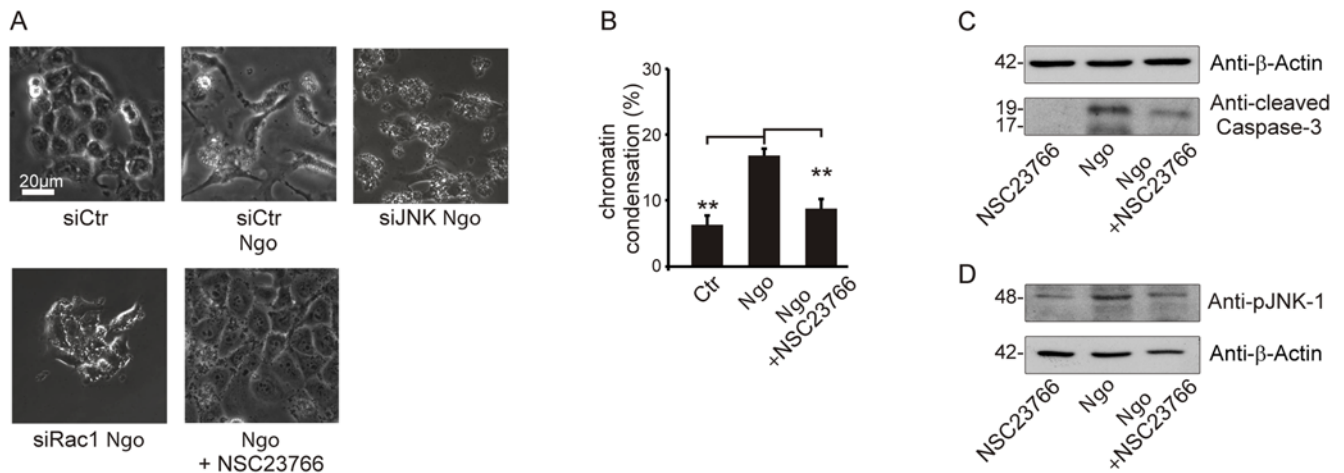 A
20µm
siCtr
siCtr
Ngo
siJNK Ngo
siRac1 Ngo
Ngo
+ NSC23766
B
chromatin
condensation (%)
30
20
10
0
**
**
Ctr
Ngo
Ngo
+NSC23766
C
42-
Anti-β-Actin
19-
17-
Anti-cleaved
Caspase-3
NSC23766
Ngo
Ngo
+NSC23766
D
48-
Anti-pJNK-1
42-
Anti-β-Actin
NSC23766
Ngo
Ngo
+NSC23766